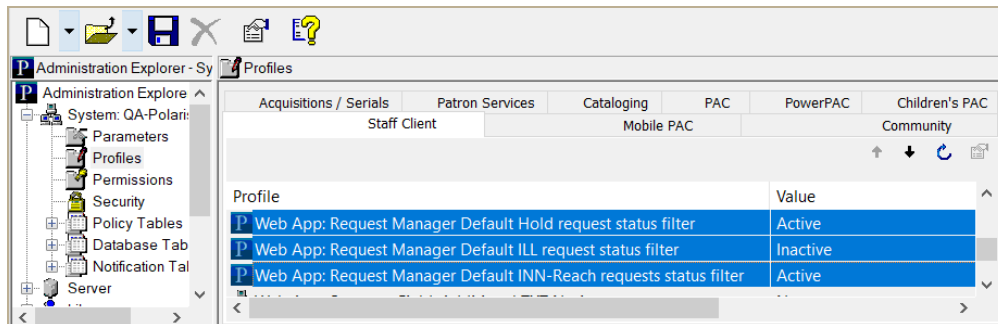 Administration Explorer - Sy
Profiles
Administration Explore
System: QA-Polaris
Parameters
Profiles
Permissions
Security
Policy Tables
Database Tab
Notification Tal
Server
Acquisitions / Serials
Patron Services
Cataloging
PAC
PowerPAC
Children's PAC
Staff Client
Mobile PAC
Community
Profile Value
Web App: Request Manager Default Hold request status filter Active
Web App: Request Manager Default ILL request status filter Inactive
Web App: Request Manager Default INN-Reach requests status filter Active